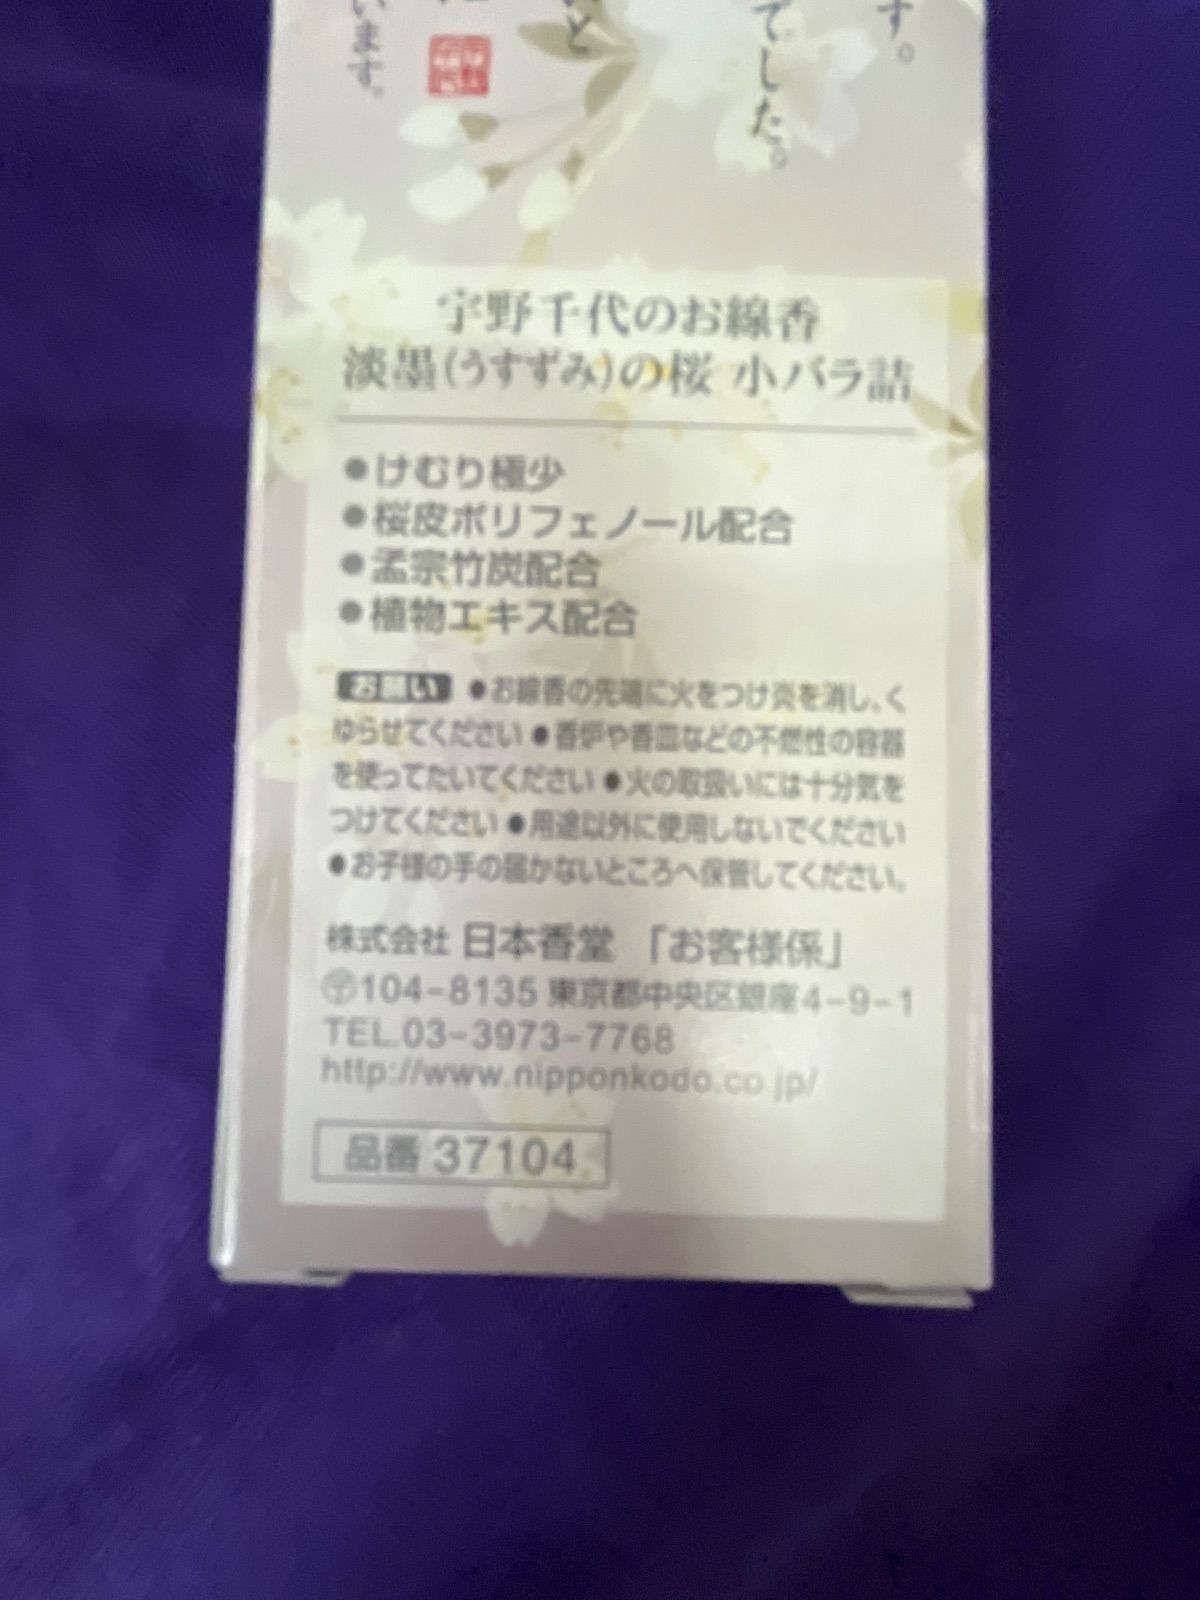 す。
でした。
いと
います。
宇野千代のお線香
淡墨(うすずみ)の桜 小バラ詰
●けむり極少
●桜皮ポリフェノール配合
●孟宗竹炭配合
●植物エキス配合
お願い ●お線香の先端に火をつけ炎を消し、く
ゆらせてください ●香炉や香皿などの不燃性の容器
を使ってたいてください ●火の取扱いには十分気を
つけてください ●用途以外に使用しないでください
●お子様の手の届かないところへ保管してください。
株式会社 日本香堂 「お客様係」
〶104-8135 東京都中央区銀座4-9-1
TEL.03-3973-7768
http://www.nipponkodo.co.jp/
品番 37104